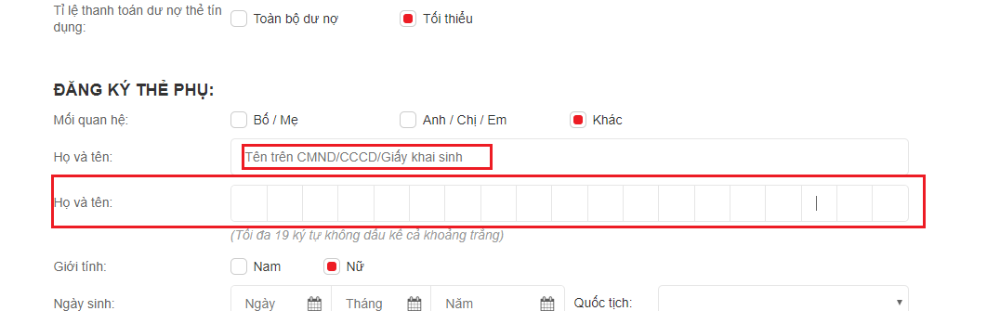 Tỉ lệ thanh toán dư nợ thẻ tín dụng:
Toàn bộ dư nợ Tối thiểu
ĐĂNG KÝ THẺ PHỤ:
Mối quan hệ: Bố / Mẹ Anh / Chị / Em Khác
Họ và tên: Tên trên CMND/CCCD/Giấy khai sinh
Họ và tên:
(Tối đa 19 ký tự không dấu kể cả khoảng trắng)
Giới tính: Nam Nữ
Ngày sinh: Ngày Tháng Năm Quốc tịch: